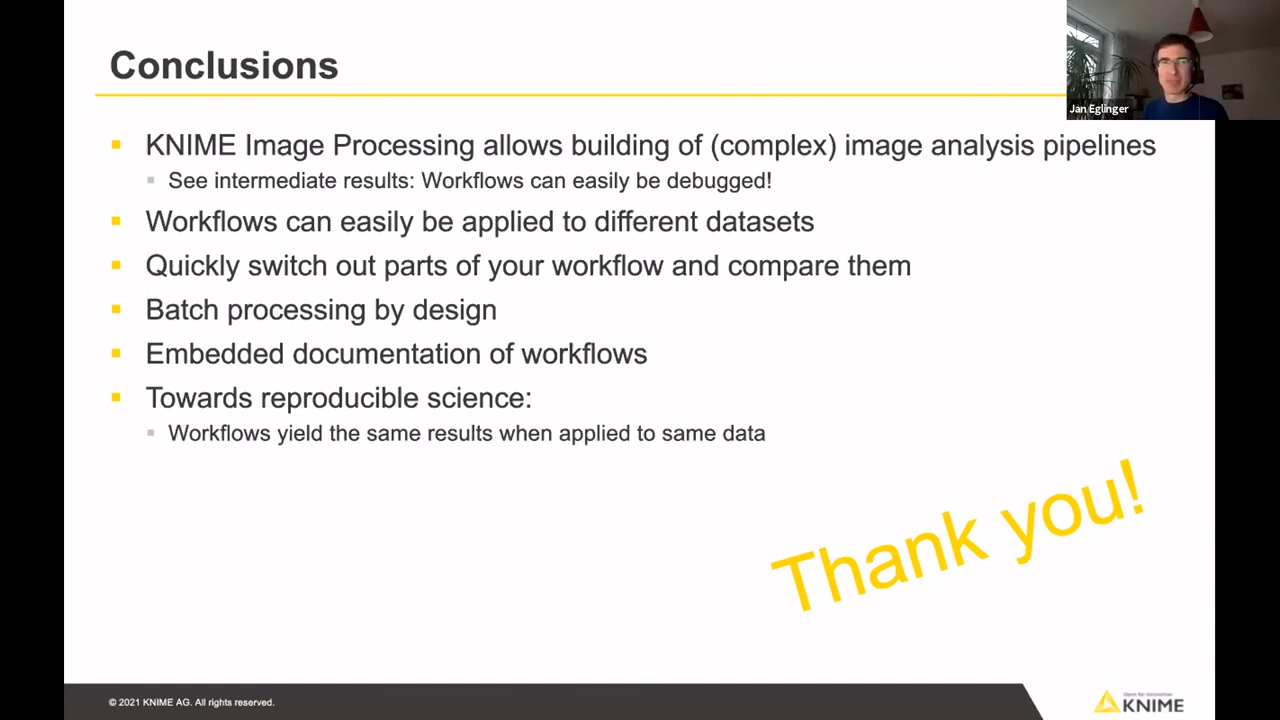 Conclusions
Jan Eglinger
KNIME Image Processing allows building of (complex) image analysis pipelines
See intermediate results: Workflows can easily be debugged!
Workflows can easily be applied to different datasets
Quickly switch out parts of your workflow and compare them
Batch processing by design
Embedded documentation of workflows
Towards reproducible science:
Workflows yield the same results when applied to same data
Thank you!
© 2021 KNIME AG. All rights reserved.
Open for Innovation
KNIME